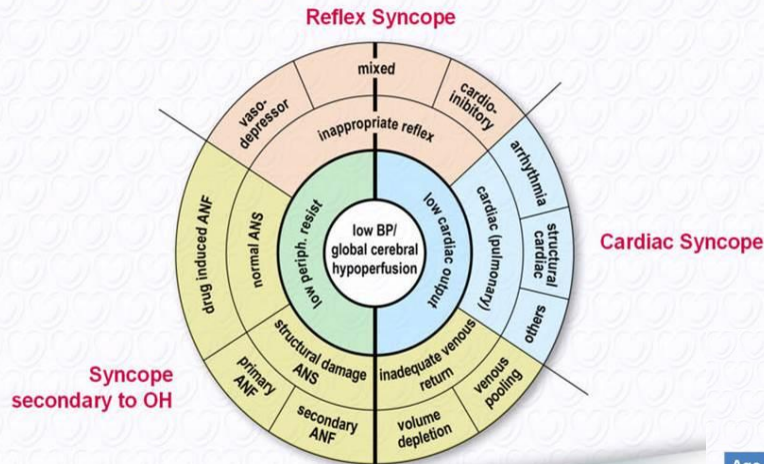 Reflex Syncope
mixed
vaso-
depressor
cardio-
inibitory
inappropriate reflex
arrhythmia
drug induced ANF
normal ANS
low periph. resist
low BP/
global cerebral
hypoperfusion
low cardiac output
cardiac (pulmonary)
structural
cardiac
Cardiac Syncope
others
Syncope
secondary to OH
structural damage
ANS
inadequate venous
return
primary
ANF
secondary
ANF
volume
depletion
venous
pooling